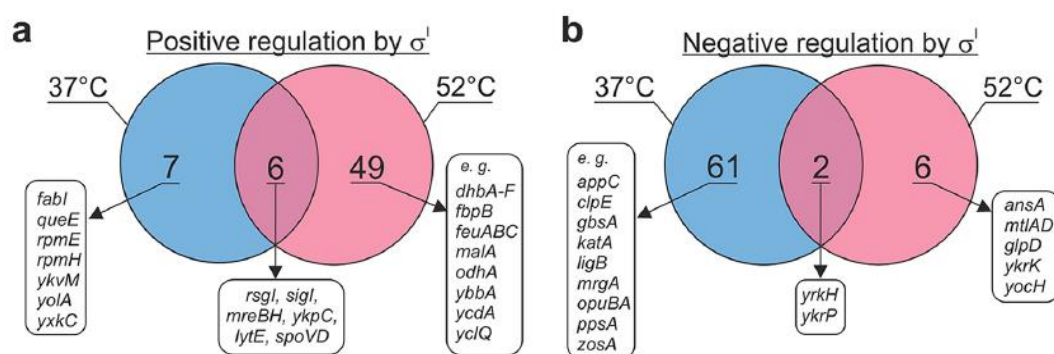 a
Positive regulation by σᴵ
37°C
52°C
7
6
49
fabI
queE
rpmE
rpmH
ykvM
yolA
yxkC
rsgI, sigI,
mreBH, ykpC,
lytE, spoVD
e. g.
dhbA-F
fbpB
feuABC
malA
odhA
ybbA
ycdA
yclQ
b
Negative regulation by σᴵ
37°C
52°C
61
2
6
e. g.
appC
clpE
gbsA
katA
ligB
mrgA
opuBA
ppsA
zosA
yrkH
ykrP
ansA
mtlAD
glpD
ykrK
yocH